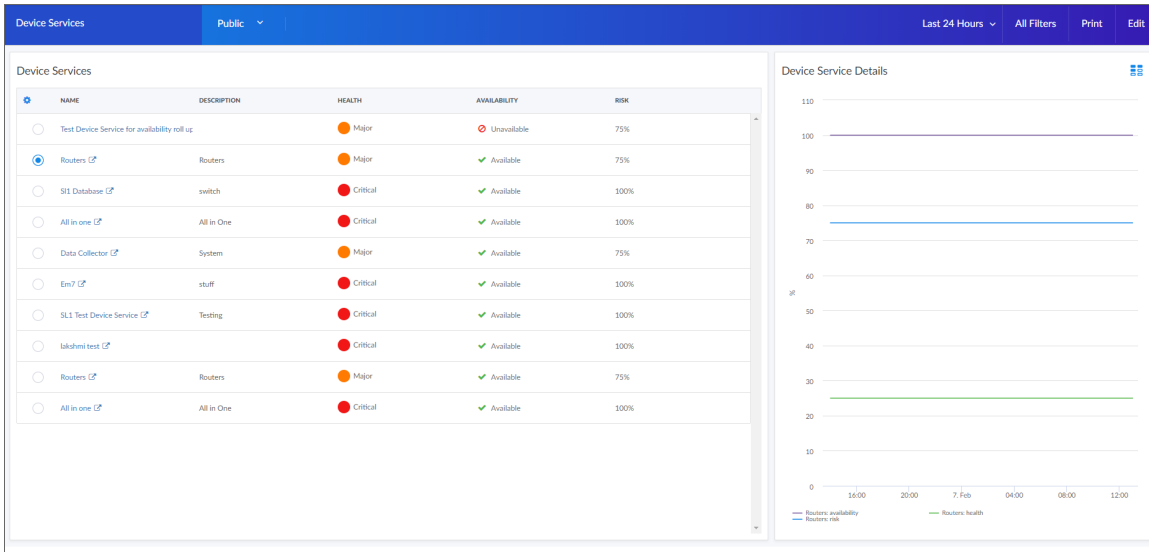 Device Services Public Last 24 Hours All Filters Print Edit
Device Services
NAME DESCRIPTION HEALTH AVAILABILITY RISK
Test Device Service for availability roll up Major Unavailable 75%
Routers Routers Major Available 75%
Sl1 Database switch Critical Available 100%
All in one All in One Critical Available 100%
Data Collector System Major Available 75%
Em7 stuff Critical Available 100%
SL1 Test Device Service Testing Critical Available 100%
lakshmi test Critical Available 100%
Routers Routers Major Available 75%
All in one All in One Critical Available 100%
Device Service Details
110
100
90
80
70
60
%
50
40
30
20
10
0
16:00 20:00 7. Feb 04:00 08:00 12:00
Routers: availability Routers: health
Routers: risk